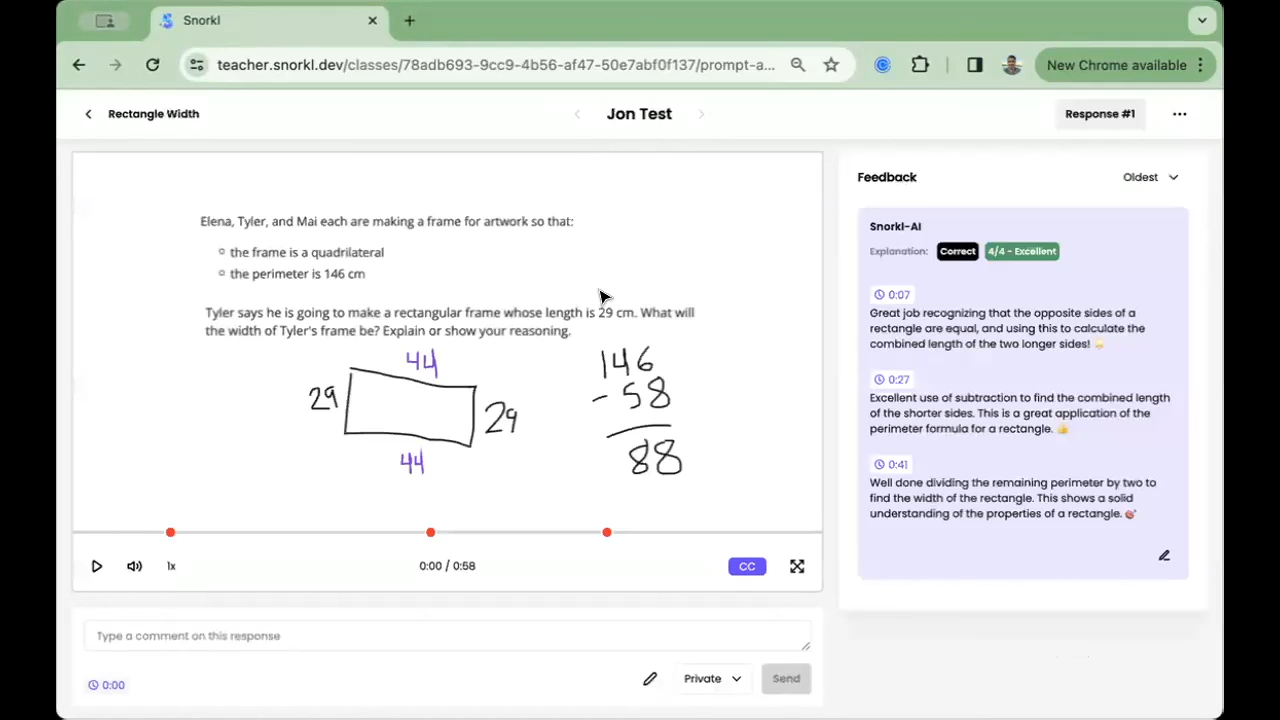 Snorkl
teacher.snorkl.dev/classes/78adb693-9cc9-4b56-af47-50e7abf0f137/prompt-a...
New Chrome available
Rectangle Width
Jon Test
Response #1
Elena, Tyler, and Mai each are making a frame for artwork so that:
the frame is a quadrilateral
the perimeter is 146 cm
Tyler says he is going to make a rectangular frame whose length is 29 cm. What will
the width of Tyler's frame be? Explain or show your reasoning.
44
29
29
44
146
- 58
88
1x
0:00 / 0:58
CC
Type a comment on this response
0:00
Private
Send
Feedback
Oldest
Snorkl-AI
Explanation: Correct 4/4 - Excellent
0:07
Great job recognizing that the opposite sides of a
rectangle are equal, and using this to calculate the
combined length of the two longer sides!
0:27
Excellent use of subtraction to find the combined length
of the shorter sides. This is a great application of the
perimeter formula for a rectangle.
0:41
Well done dividing the remaining perimeter by two to
find the width of the rectangle. This shows a solid
understanding of the properties of a rectangle.